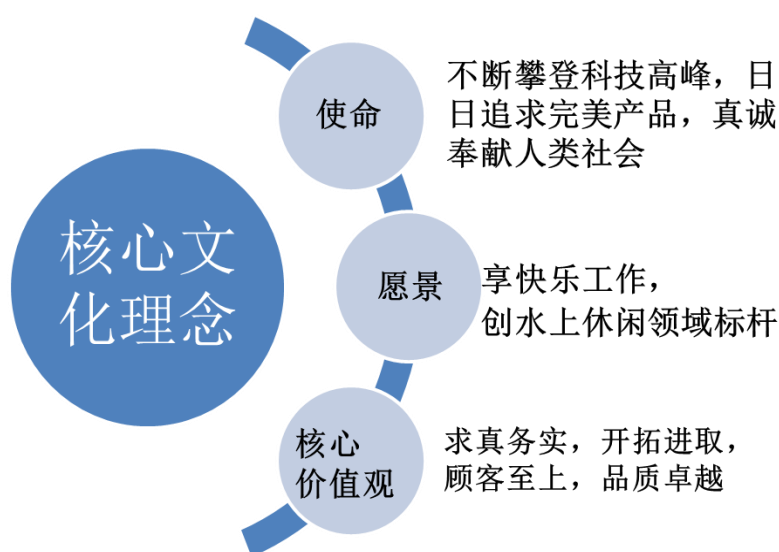 核心文
化理念
使命
不断攀登科技高峰，日
日追求完美产品，真诚
奉献人类社会
愿景
享快乐工作，
创水上休闲领域标杆
核心
价值观
求真务实，开拓进取，
顾客至上，品质卓越